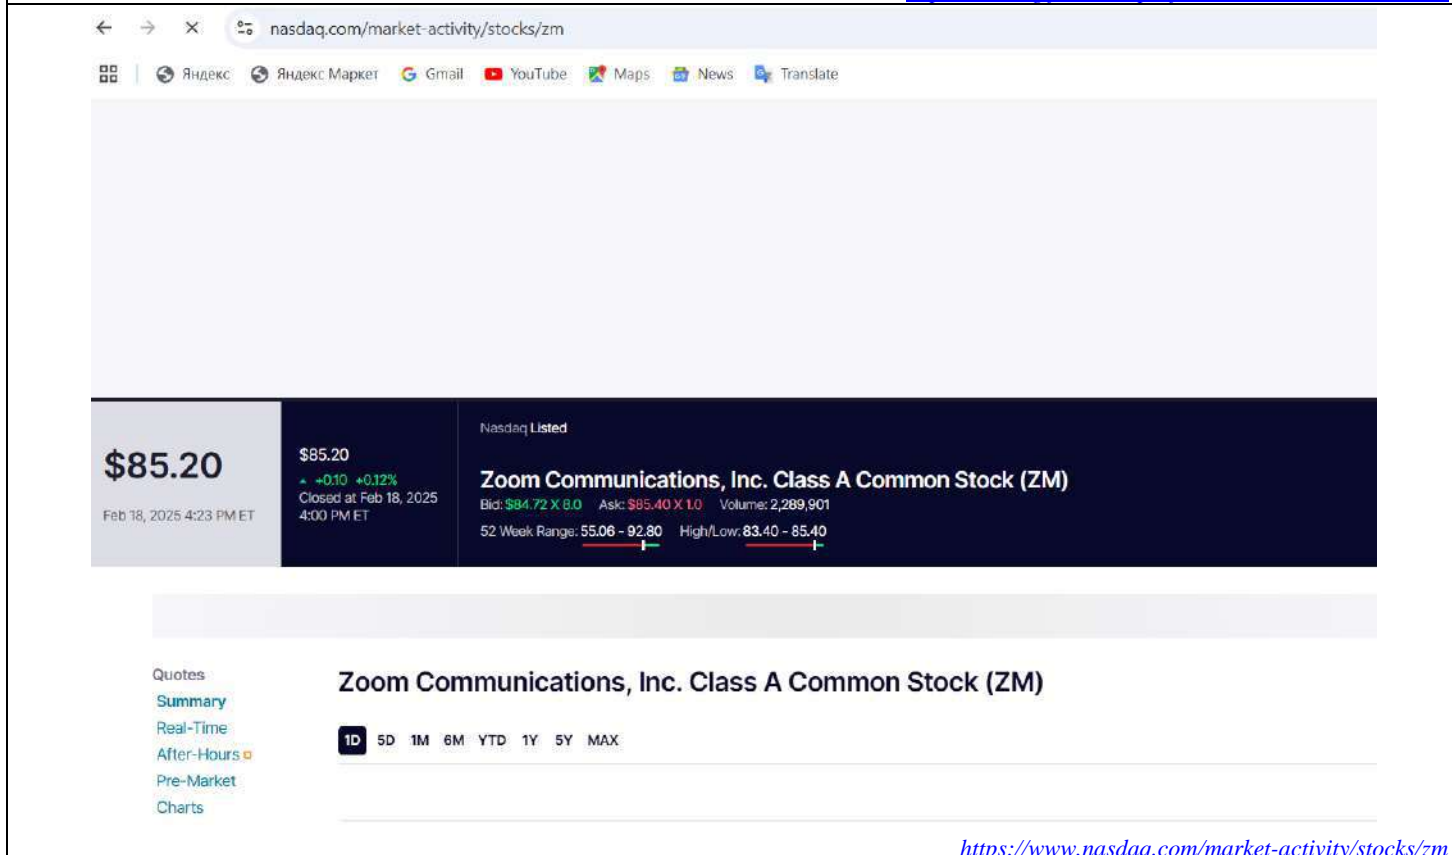 nasdaq.com/market-activity/stocks/zm
Яндекс Яндекс Маркет Gmail YouTube Maps News Translate
$85.20
Feb 18, 2025 4:23 PM ET
$85.20
+0.10 +0.12%
Closed at Feb 18, 2025
4:00 PM ET
Nasdaq Listed
Zoom Communications, Inc. Class A Common Stock (ZM)
Bid: $84.72 X 8.0 Ask: $85.40 X 1.0 Volume: 2,289,901
52 Week Range: 55.06 - 92.80 High/Low: 83.40 - 85.40
Quotes
Summary
Real-Time
After-Hours
Pre-Market
Charts
Zoom Communications, Inc. Class A Common Stock (ZM)
1D 5D 1M 6M YTD 1Y 5Y MAX
https://www.nasdaq.com/market-activity/stocks/zm